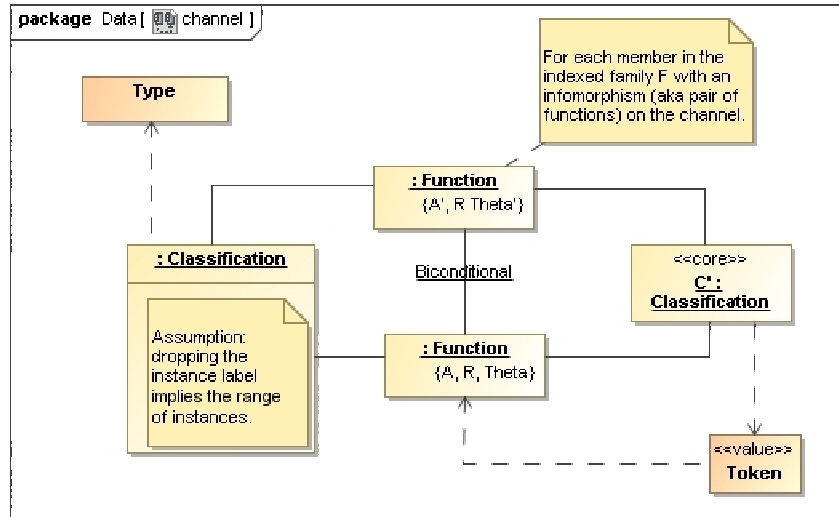 package Data [ channel ]
For each member in the
indexed family F with an
infomorphism (aka pair of
functions) on the channel.
Type
: Function
{A', R Theta'}
: Classification
Assumption:
dropping the
instance label
implies the range
of instances.
Biconditional
<<core>>
C' :
Classification
: Function
{A, R, Theta}
<<value>>
Token